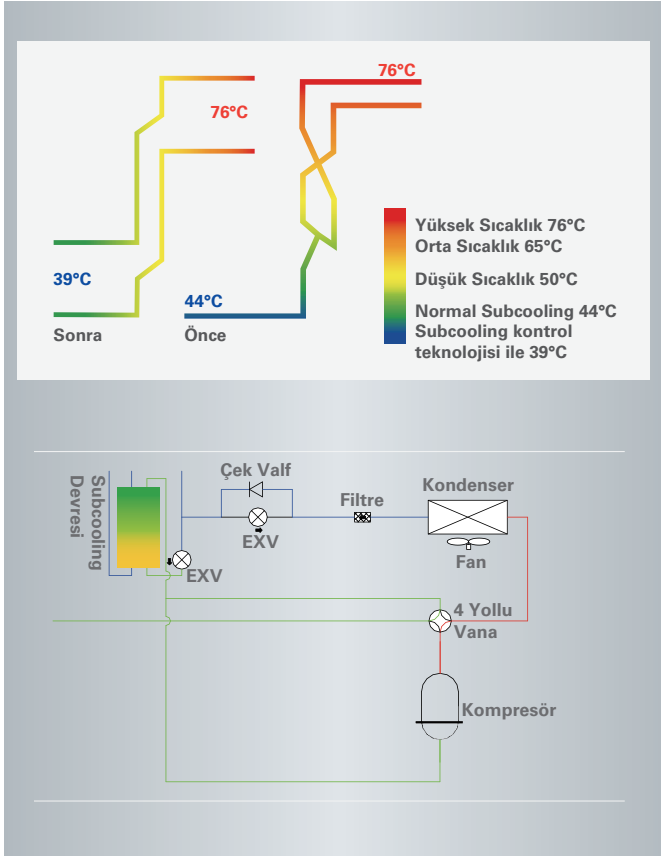 76°C
76°C
39°C
44°C
Sonra
Önce
Yüksek Sıcaklık 76°C
Orta Sıcaklık 65°C
Düşük Sıcaklık 50°C
Normal Subcooling 44°C
Subcooling kontrol
teknolojisi ile 39°C
Subcooling
Devresi
Çek Valf
EXV
EXV
Filtre
Kondenser
Fan
4 Yollu
Vana
Kompresör